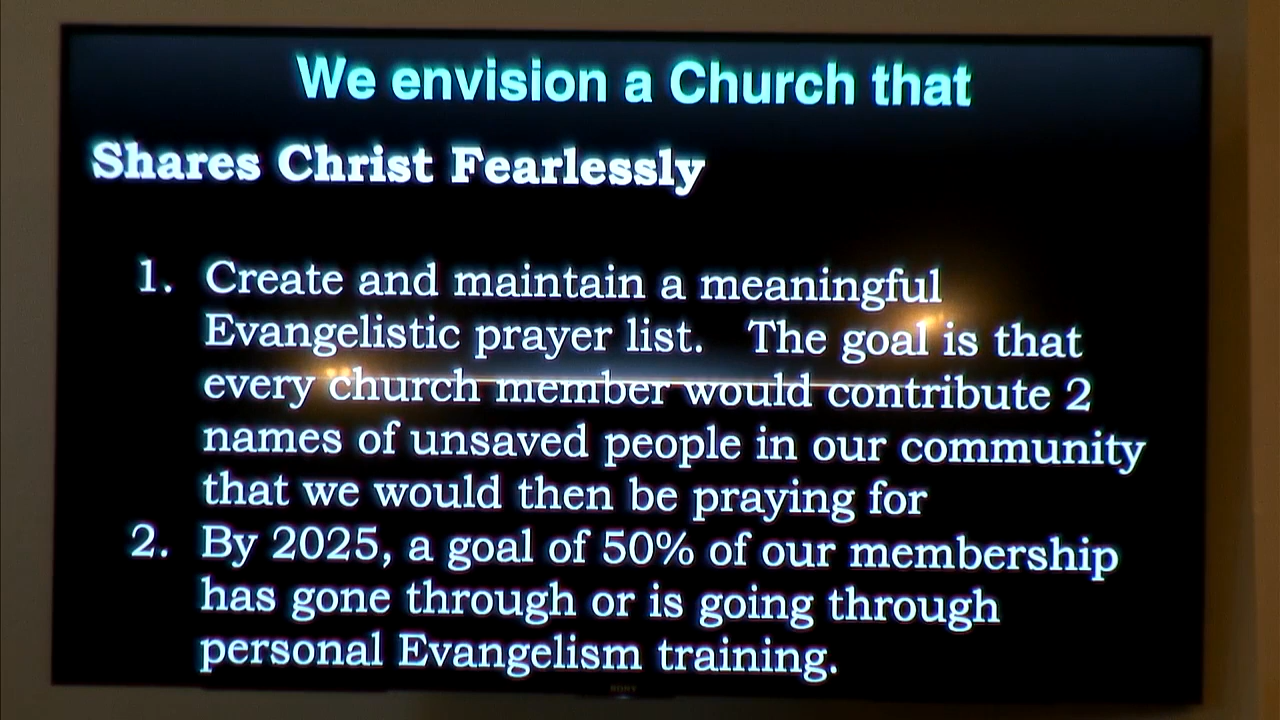 We envision a Church that
Shares Christ Fearlessly
1. Create and maintain a meaningful
Evangelistic prayer list. The goal is that
every church member would contribute 2
names of unsaved people in our community
that we would then be praying for
2. By 2025, a goal of 50% of our membership
has gone through or is going through
personal Evangelism training.
SONY